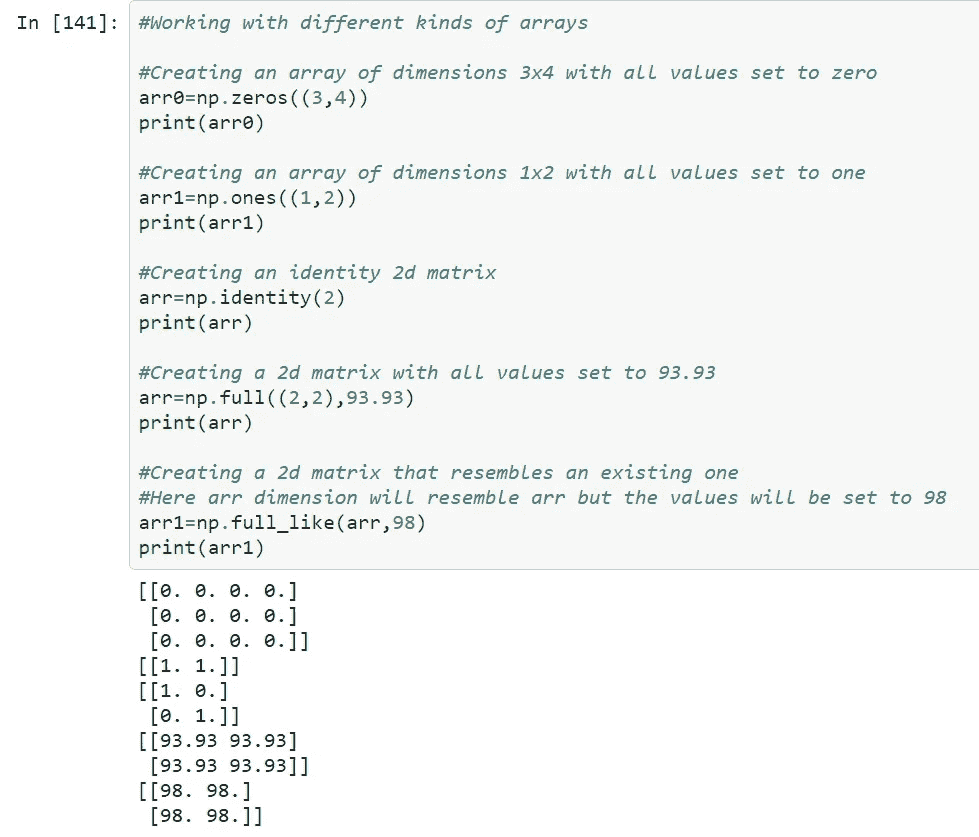 In [141]: #Working with different kinds of arrays
#Creating an array of dimensions 3x4 with all values set to zero
arr0=np.zeros((3,4))
print(arr0)
#Creating an array of dimensions 1x2 with all values set to one
arr1=np.ones((1,2))
print(arr1)
#Creating an identity 2d matrix
arr=np.identity(2)
print(arr)
#Creating a 2d matrix with all values set to 93.93
arr=np.full((2,2),93.93)
print(arr)
#Creating a 2d matrix that resembles an existing one
#Here arr dimension will resemble arr but the values will be set to 98
arr1=np.full_like(arr,98)
print(arr1)
[[0. 0. 0. 0.]
 [0. 0. 0. 0.]
 [0. 0. 0. 0.]]
[[1. 1.]]
[[1. 0.]
 [0. 1.]]
[[93.93 93.93]
 [93.93 93.93]]
[[98. 98.]
 [98. 98.]]